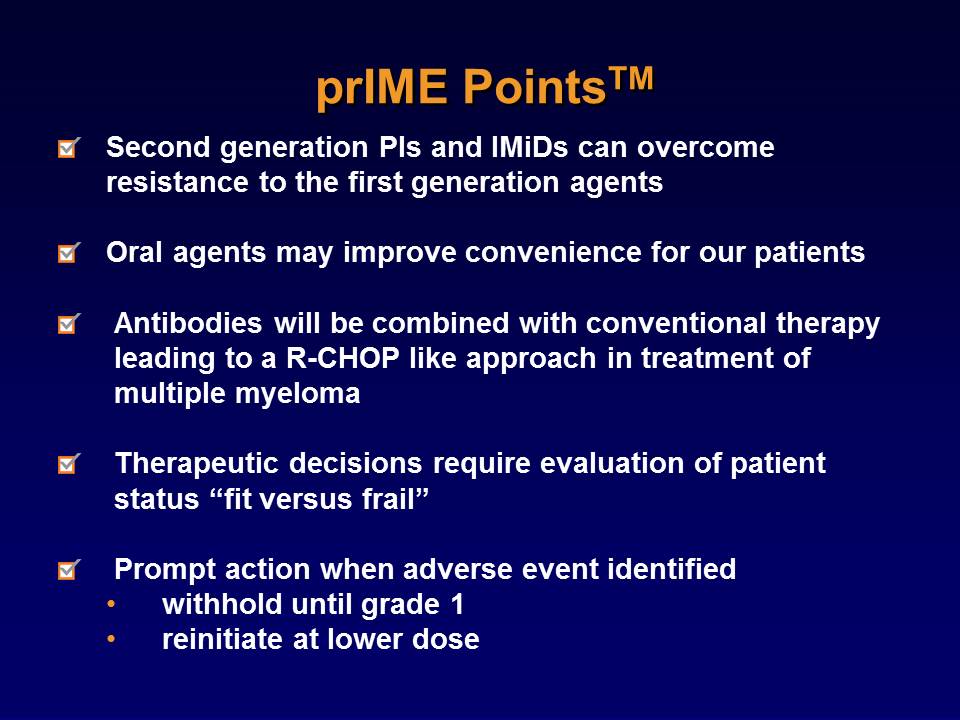 prIME Points™
Second generation PIs and IMiDs can overcome
resistance to the first generation agents
Oral agents may improve convenience for our patients
Antibodies will be combined with conventional therapy
leading to a R-CHOP like approach in treatment of
multiple myeloma
Therapeutic decisions require evaluation of patient
status “fit versus frail”
Prompt action when adverse event identified
• withhold until grade 1
• reinitiate at lower dose